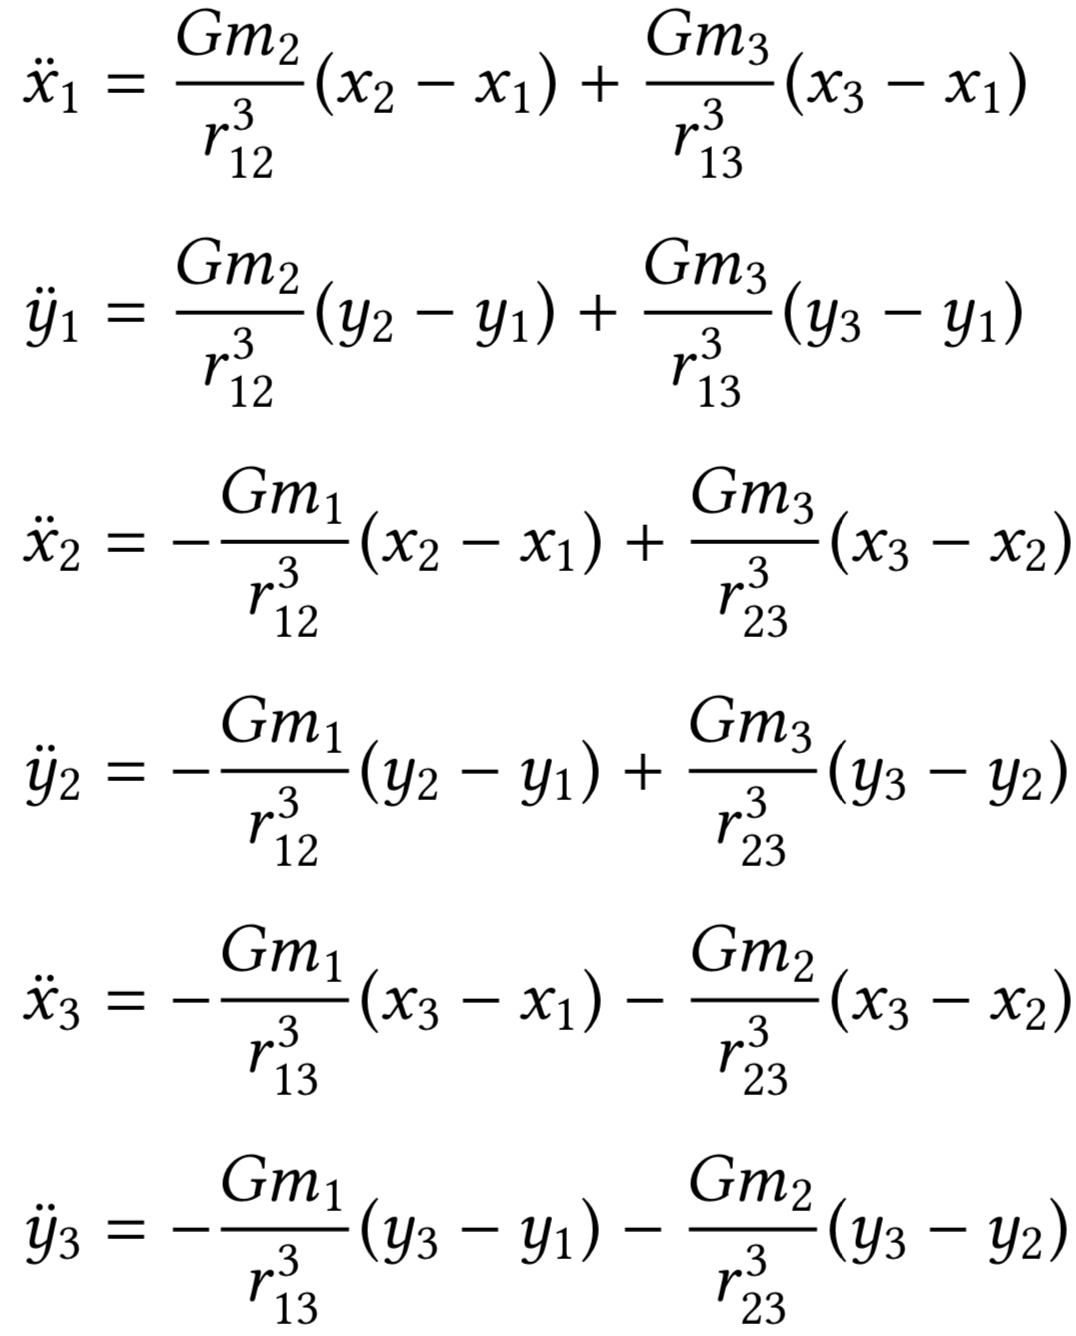 ẍ₁ = Gm₂/r₁₂³ (x₂ − x₁) + Gm₃/r₁₃³ (x₃ − x₁)
ÿ₁ = Gm₂/r₁₂³ (y₂ − y₁) + Gm₃/r₁₃³ (y₃ − y₁)
ẍ₂ = −Gm₁/r₁₂³ (x₂ − x₁) + Gm₃/r₂₃³ (x₃ − x₂)
ÿ₂ = −Gm₁/r₁₂³ (y₂ − y₁) + Gm₃/r₂₃³ (y₃ − y₂)
ẍ₃ = −Gm₁/r₁₃³ (x₃ − x₁) − Gm₂/r₂₃³ (x₃ − x₂)
ÿ₃ = −Gm₁/r₁₃³ (y₃ − y₁) − Gm₂/r₂₃³ (y₃ − y₂)